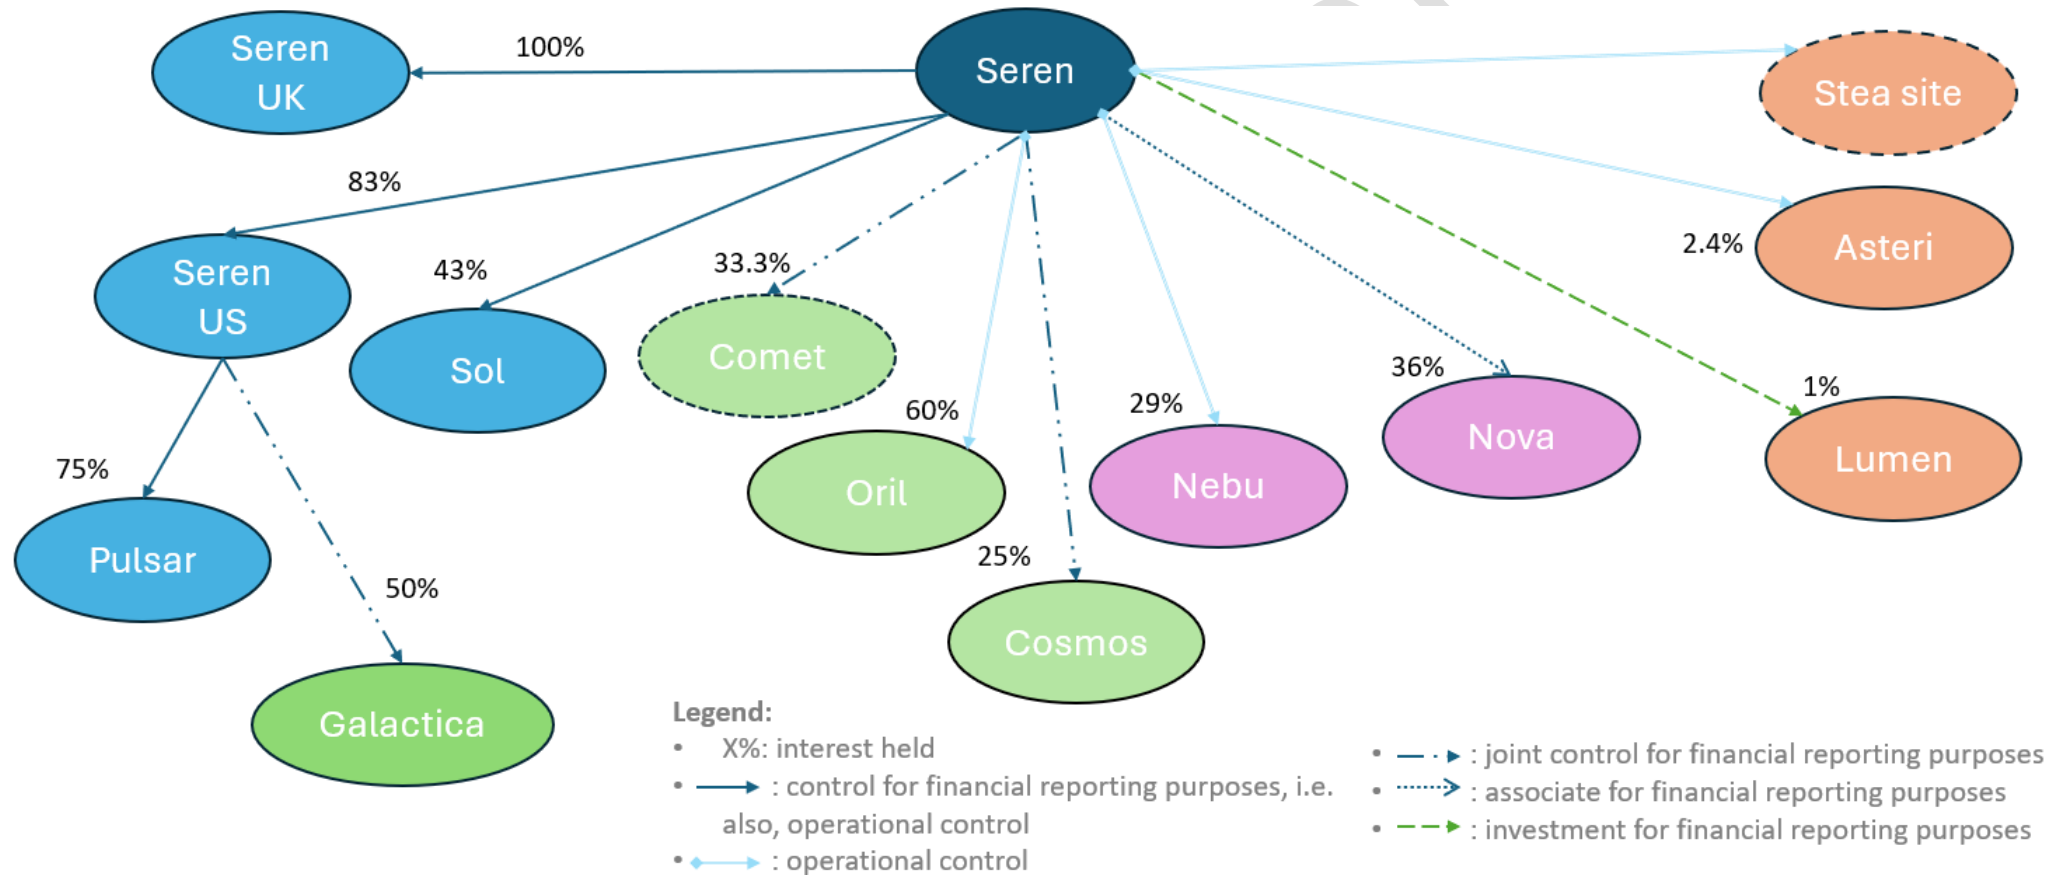 Seren
UK
100%
Seren
Stea site
83%
2.4%
Asteri
Seren
US
43%
Sol
33.3%
Comet
36%
Nova
1%
Lumen
60%
Oril
29%
Nebu
75%
Pulsar
50%
25%
Cosmos
Galactica
Legend:
• X%: interest held
• : control for financial reporting purposes, i.e.
also, operational control
• : operational control
• : joint control for financial reporting purposes
• : associate for financial reporting purposes
• : investment for financial reporting purposes